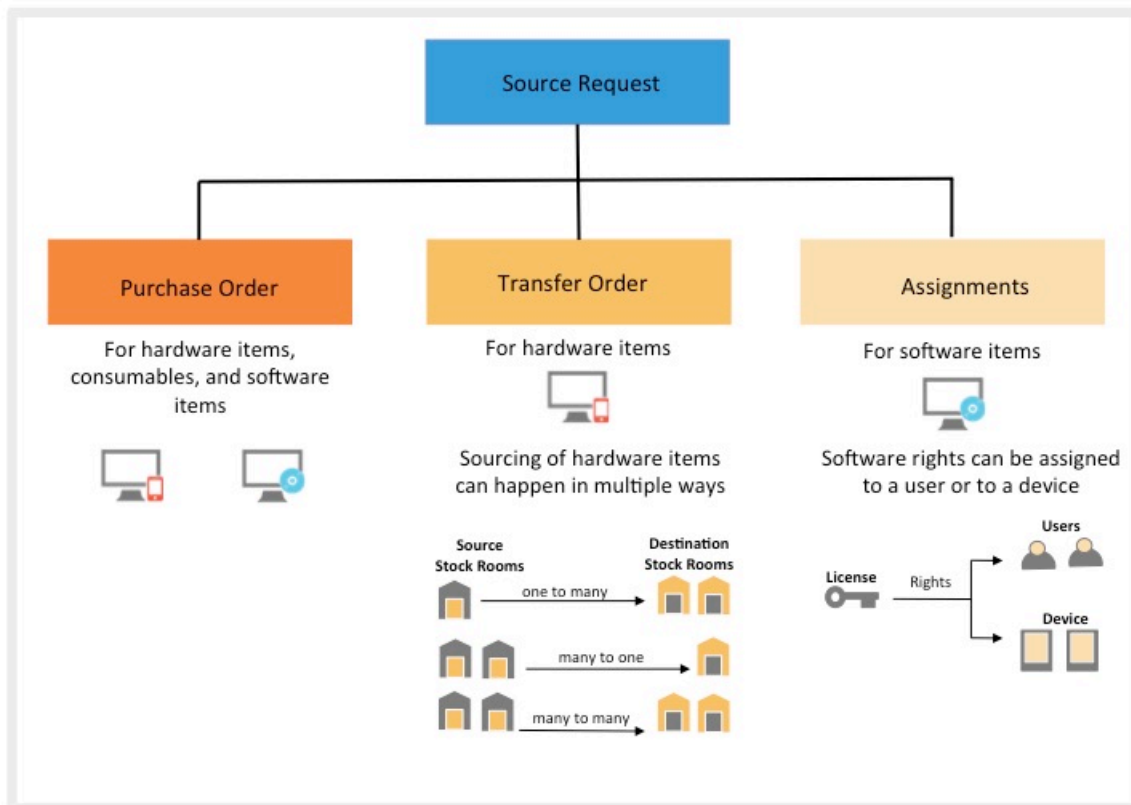 Source Request
Purchase Order
For hardware items,
consumables, and software
items
Transfer Order
For hardware items
Sourcing of hardware items
can happen in multiple ways
Source
Stock Rooms
Destination
Stock Rooms
one to many
many to one
many to many
Assignments
For software items
Software rights can be assigned
to a user or to a device
License
Rights
Users
Device